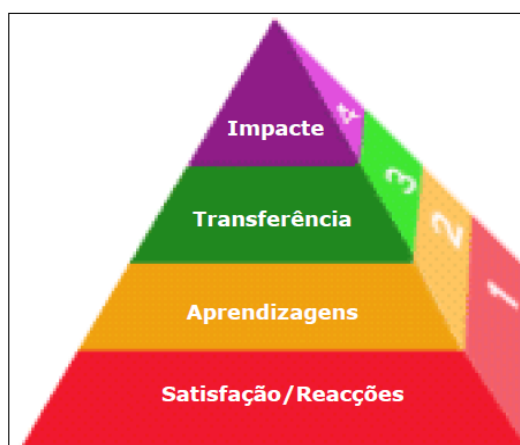 Impacte
4
Transferência
3
Aprendizagens
2
Satisfação/Reacções
1